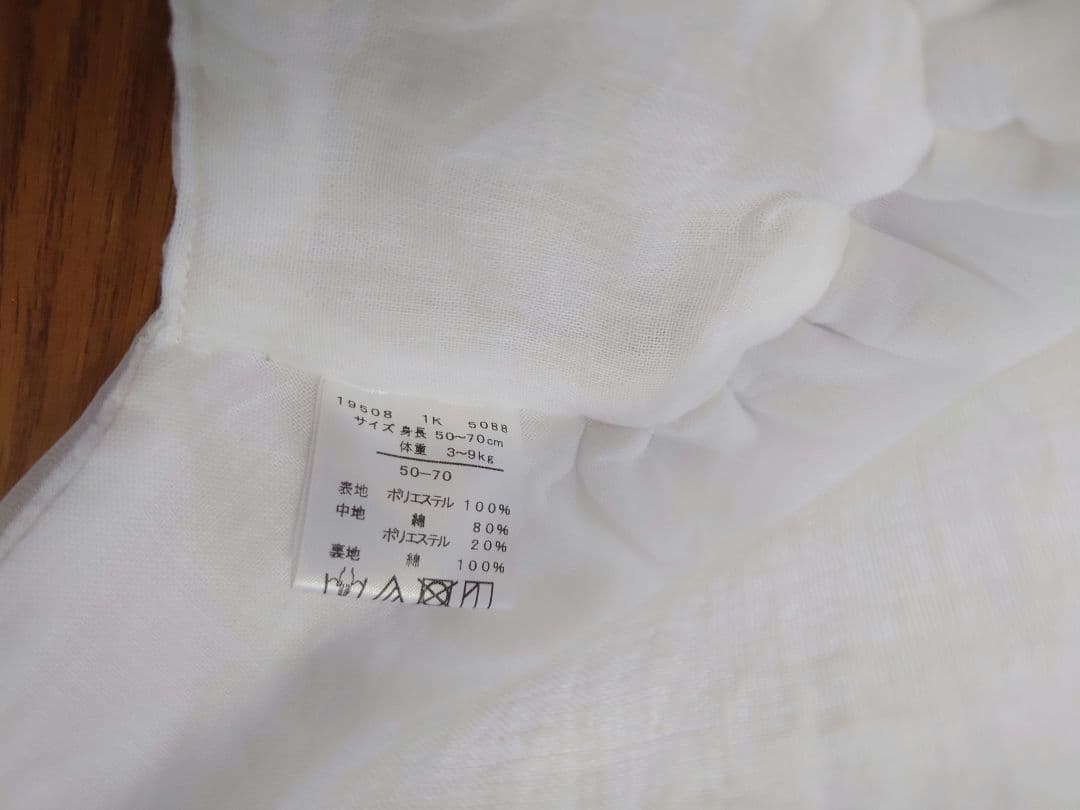 19508 1K 5088
サイズ 身長 50〜70cm
体重 3〜9kg
50—70
表地 ポリエステル 100%
中地 綿 80%
ポリエステル 20%
裏地 綿 100%